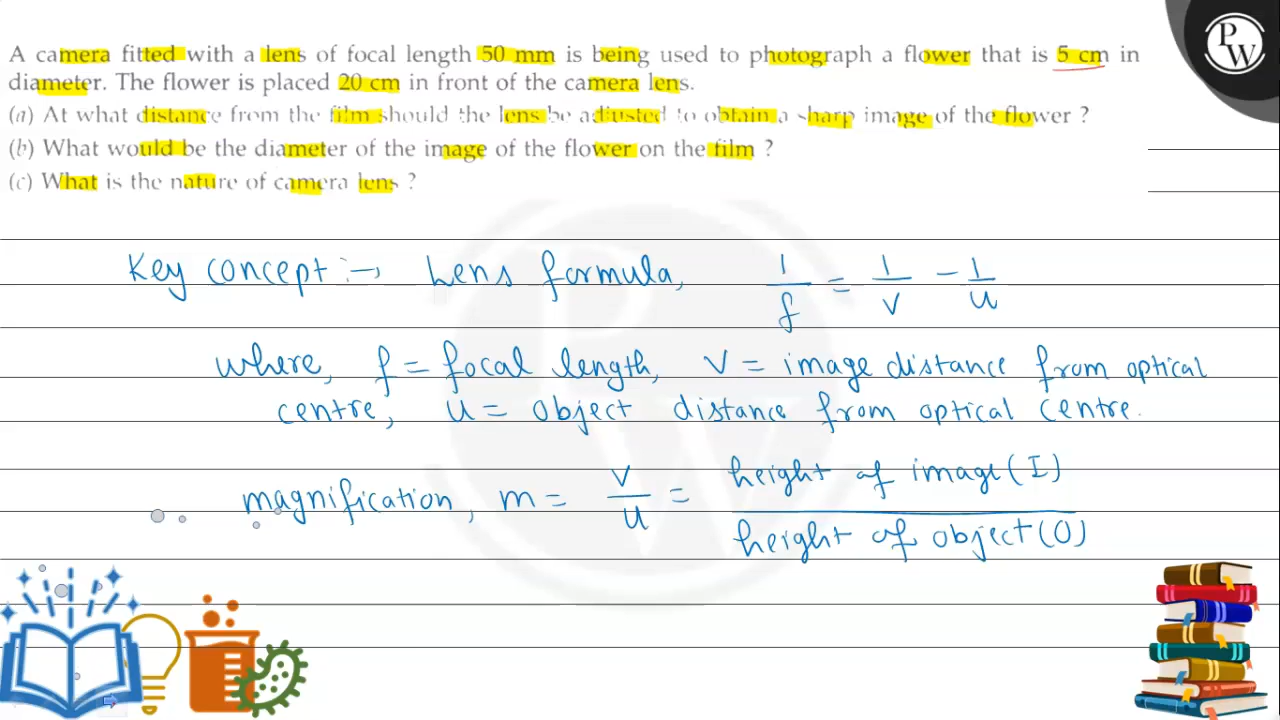 A camera fitted with a lens of focal length 50 mm is being used to photograph a flower that is 5 cm in
diameter. The flower is placed 20 cm in front of the camera lens.
(a) At what distance from the film should the lens be adjusted to obtain a sharp image of the flower ?
(b) What would be the diameter of the image of the flower on the film ?
(c) What is the nature of camera lens ?
Key concept :→ Lens formula, 1/f = 1/v - 1/u
where, f = focal length, v = image distance from optical
centre, u = object distance from optical centre.
magnification, m = v/u = height of image (I) / height of object (O)
PW